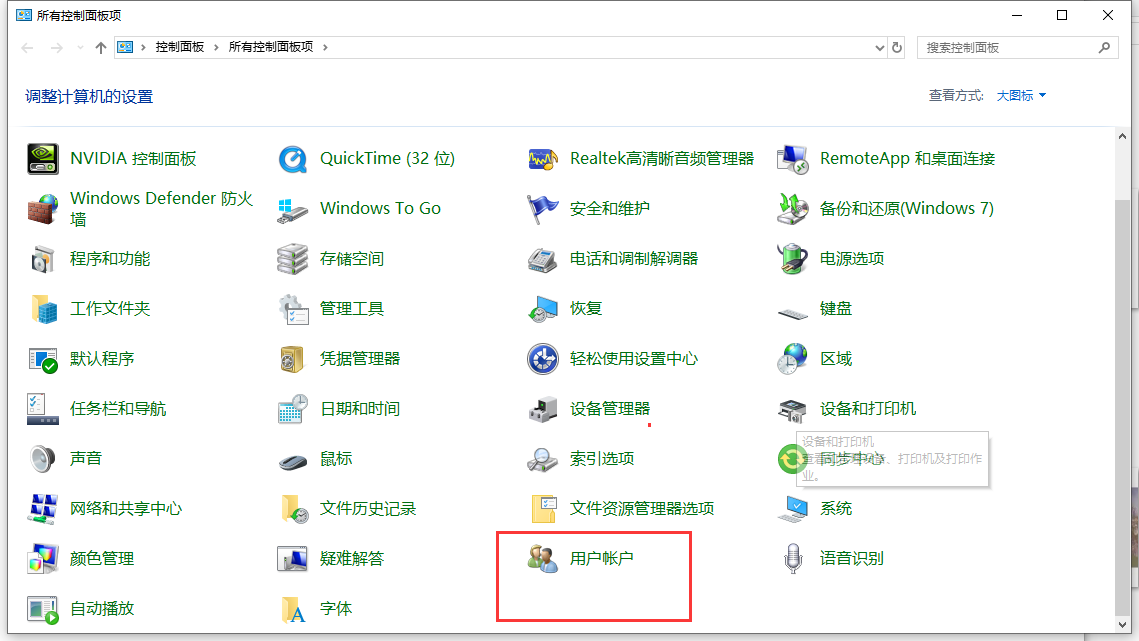 所有控制面板项
控制面板 所有控制面板项
搜索控制面板
调整计算机的设置
查看方式: 大图标
NVIDIA 控制面板
QuickTime (32 位)
Realtek高清晰音频管理器
RemoteApp 和桌面连接
Windows Defender 防火
墙
Windows To Go
安全和维护
备份和还原(Windows 7)
程序和功能
存储空间
电话和调制解调器
电源选项
工作文件夹
管理工具
恢复
键盘
默认程序
凭据管理器
轻松使用设置中心
区域
任务栏和导航
日期和时间
设备管理器
设备和打印机
设备和打印机
设备、打印机及打印作
业。
声音
鼠标
索引选项
同步中心
网络和共享中心
文件历史记录
文件资源管理器选项
系统
颜色管理
疑难解答
用户帐户
语音识别
自动播放
字体